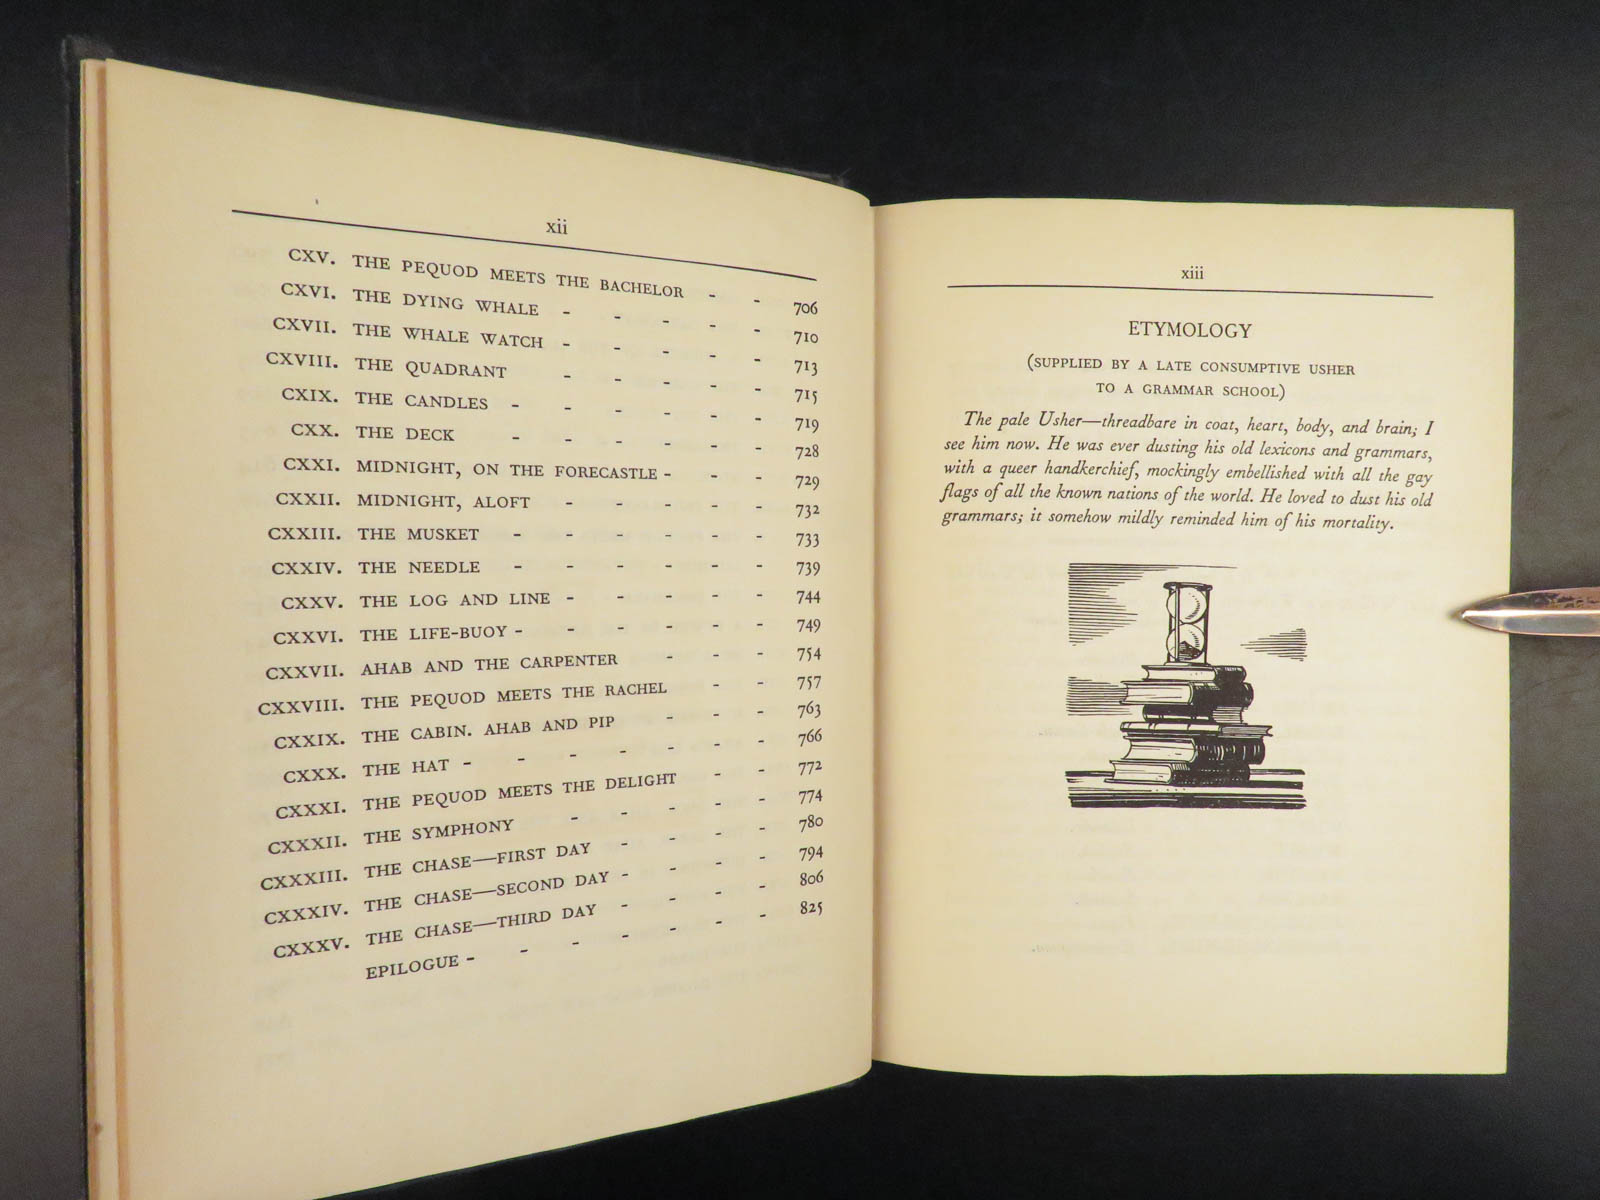 xii
CXV. THE PEQUOD MEETS THE BACHELOR - - 706
CXVI. THE DYING WHALE - - - - - 710
CXVII. THE WHALE WATCH - - - - - 713
CXVIII. THE QUADRANT - - - - - 715
CXIX. THE CANDLES - - - - - - 719
CXX. THE DECK - - - - - - 728
CXXI. MIDNIGHT, ON THE FORECASTLE - - - 729
CXXII. MIDNIGHT, ALOFT - - - - - 732
CXXIII. THE MUSKET - - - - - - 733
CXXIV. THE NEEDLE - - - - - - 739
CXXV. THE LOG AND LINE - - - - - 744
CXXVI. THE LIFE-BUOY - - - - - - 749
CXXVII. AHAB AND THE CARPENTER - - - 754
CXXVIII. THE PEQUOD MEETS THE RACHEL - - 757
CXXIX. THE CABIN. AHAB AND PIP - - - 763
CXXX. THE HAT - - - - - - - 766
CXXXI. THE PEQUOD MEETS THE DELIGHT - - 772
CXXXII. THE SYMPHONY - - - - - 774
CXXXIII. THE CHASE—FIRST DAY - - - - 780
CXXXIV. THE CHASE—SECOND DAY - - - - 794
CXXXV. THE CHASE—THIRD DAY - - - - 806
EPILOGUE - - - - - - - 825
xiii
ETYMOLOGY
(SUPPLIED BY A LATE CONSUMPTIVE USHER
TO A GRAMMAR SCHOOL)
The pale Usher—threadbare in coat, heart, body, and brain; I
see him now. He was ever dusting his old lexicons and grammars,
with a queer handkerchief, mockingly embellished with all the gay
flags of all the known nations of the world. He loved to dust his old
grammars; it somehow mildly reminded him of his mortality.